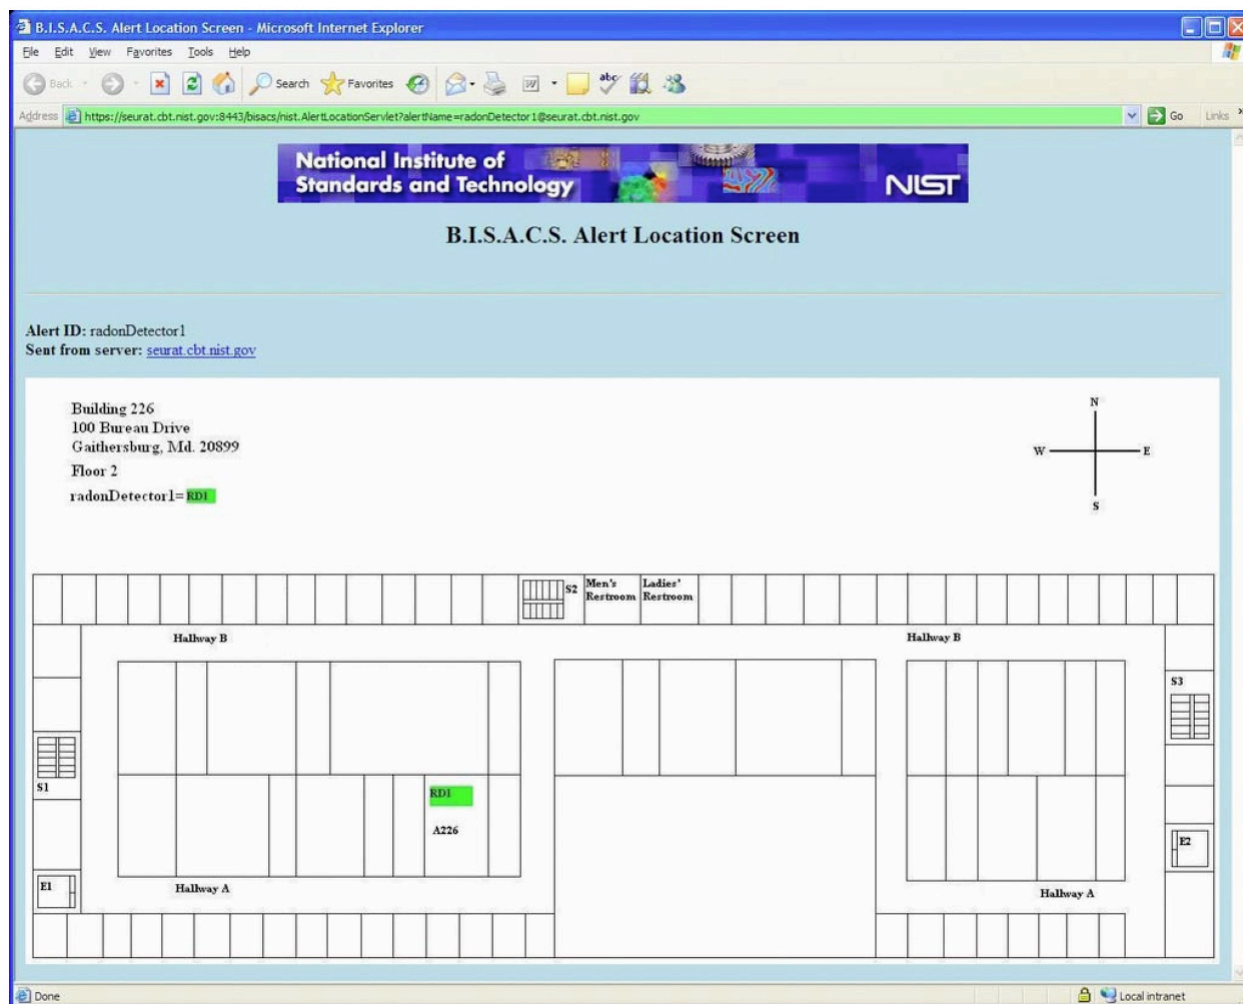 B.I.S.A.C.S. Alert Location Screen - Microsoft Internet Explorer
File Edit View Favorites Tools Help
Back Search Favorites
Address https://seurat.cbt.nist.gov:8443/bisacs/nist.AlertLocationServlet?alertName=radonDetector1@seurat.cbt.nist.gov Go Links »
National Institute of
Standards and Technology NIST
B.I.S.A.C.S. Alert Location Screen
Alert ID: radonDetector1
Sent from server: seurat.cbt.nist.gov
Building 226
100 Bureau Drive
Gaithersburg, Md. 20899
Floor 2
radonDetector1= RD1
N
W E
S
S2 Men's Ladies'
Restroom Restroom
Hallway B Hallway B
S3
S1
RD1
A226
E2
E1
Hallway A Hallway A
Done Local intranet